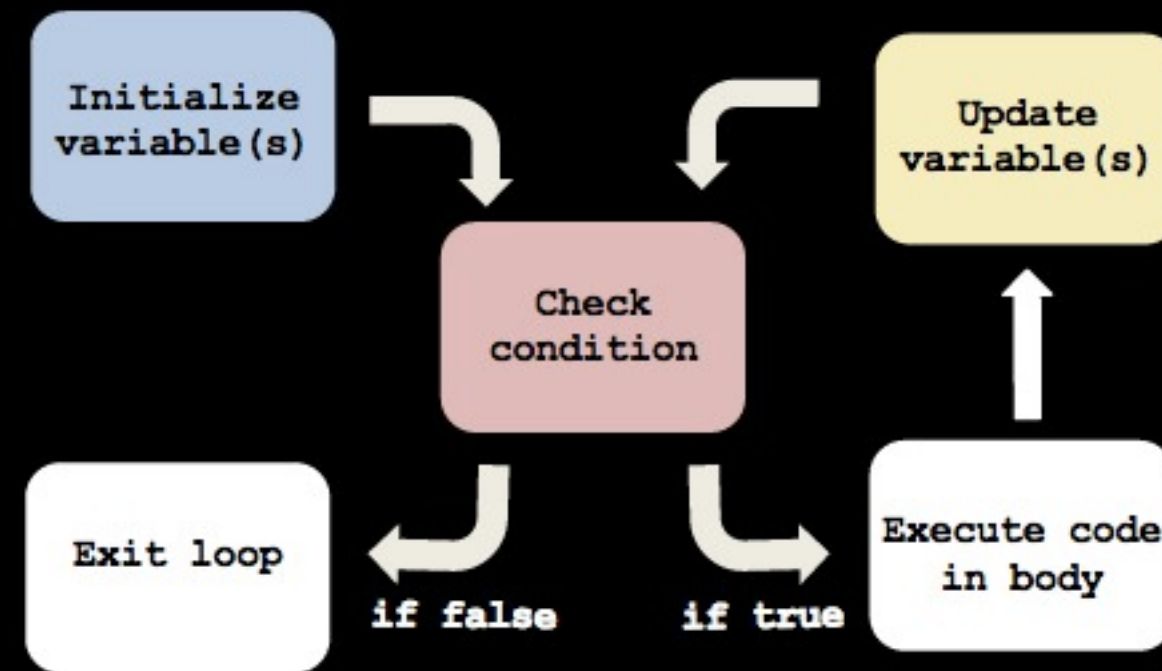 Initialize
variable(s)
Update
variable(s)
Check
condition
Exit loop
if false
if true
Execute code
in body